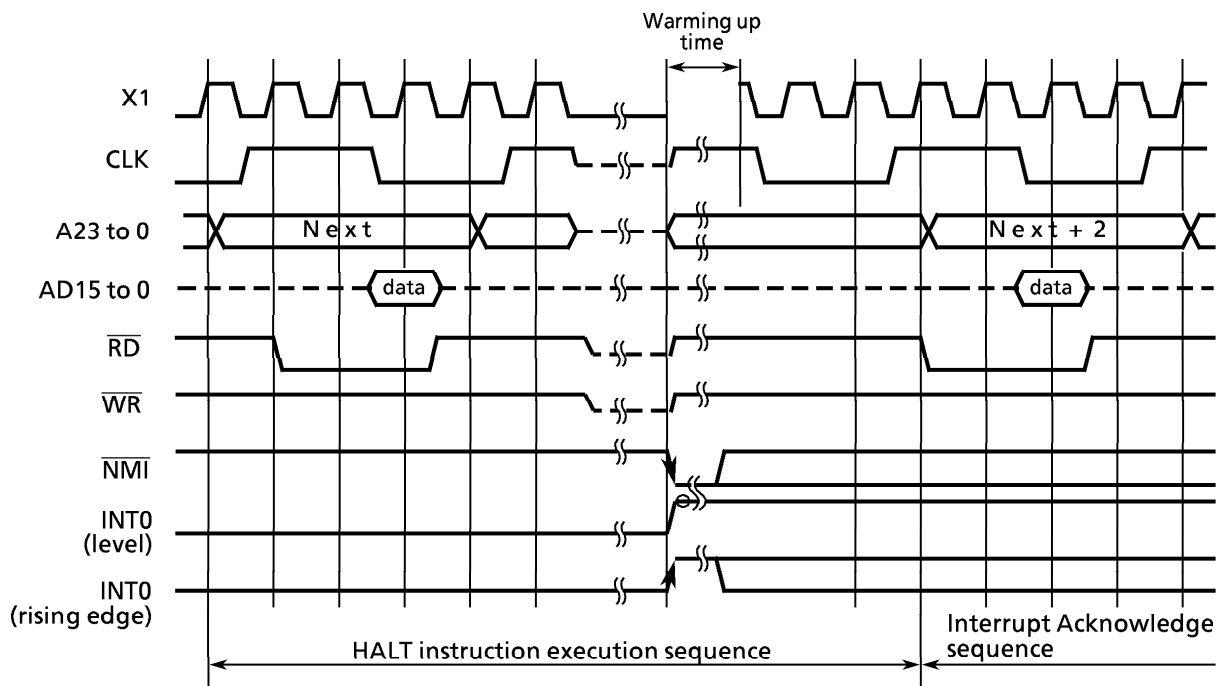 Warming up
time
X1
CLK
A23 to 0
Next
Next + 2
AD15 to 0
data
data
RD
WR
NMI
INT0
(level)
INT0
(rising edge)
HALT instruction execution sequence
Interrupt Acknowledge
sequence